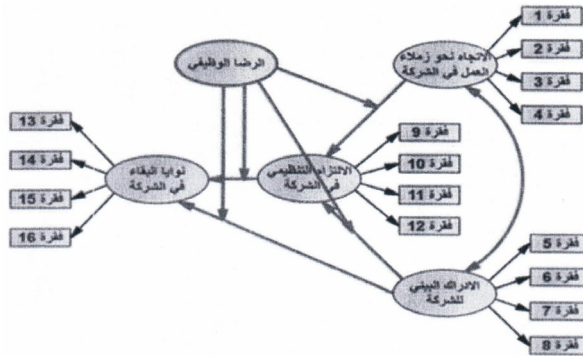 الاتجاه نحو زملاء
العمل في الشركة
فقرة 1
فقرة 2
فقرة 3
فقرة 4
الرضا الوظيفي
الالتزام التنظيمي
في الشركة
فقرة 9
فقرة 10
فقرة 11
فقرة 12
نوايا البقاء
في الشركة
فقرة 13
فقرة 14
فقرة 15
فقرة 16
الادراك البيني
للشركة
فقرة 5
فقرة 6
فقرة 7
فقرة 8